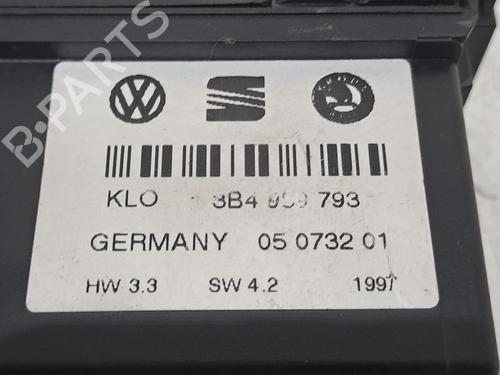 B-PARTS
KLO 3B4 959 793
GERMANY 05 0732 01
HW 3.3 SW 4.2 1997